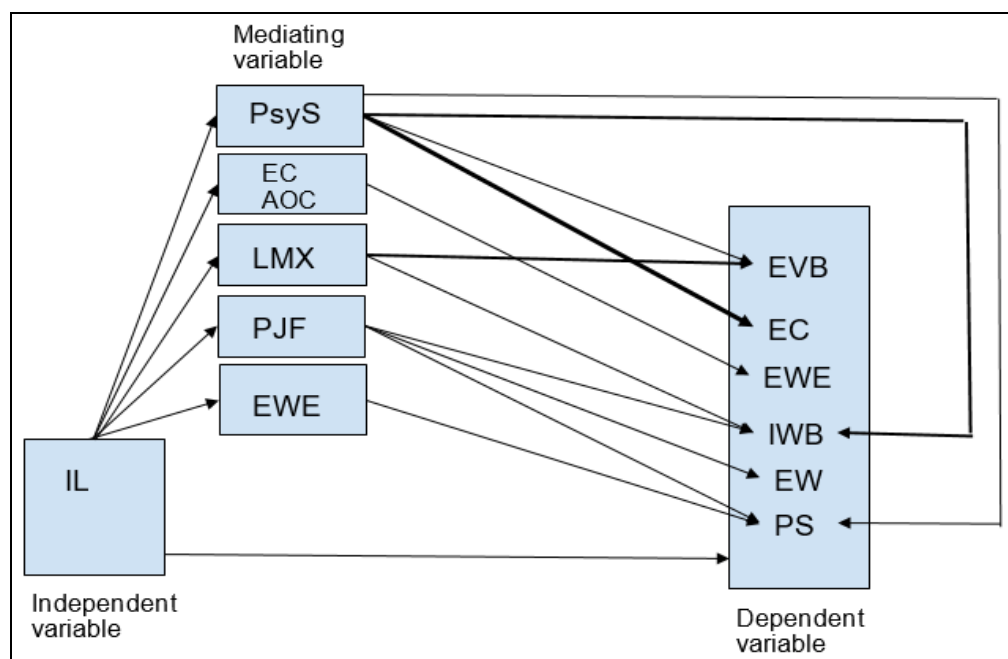 Mediating
variable
PsyS
EC
AOC
LMX
PJF
EWE
IL
Independent
variable
EVB
EC
EWE
IWB
EW
PS
Dependent
variable